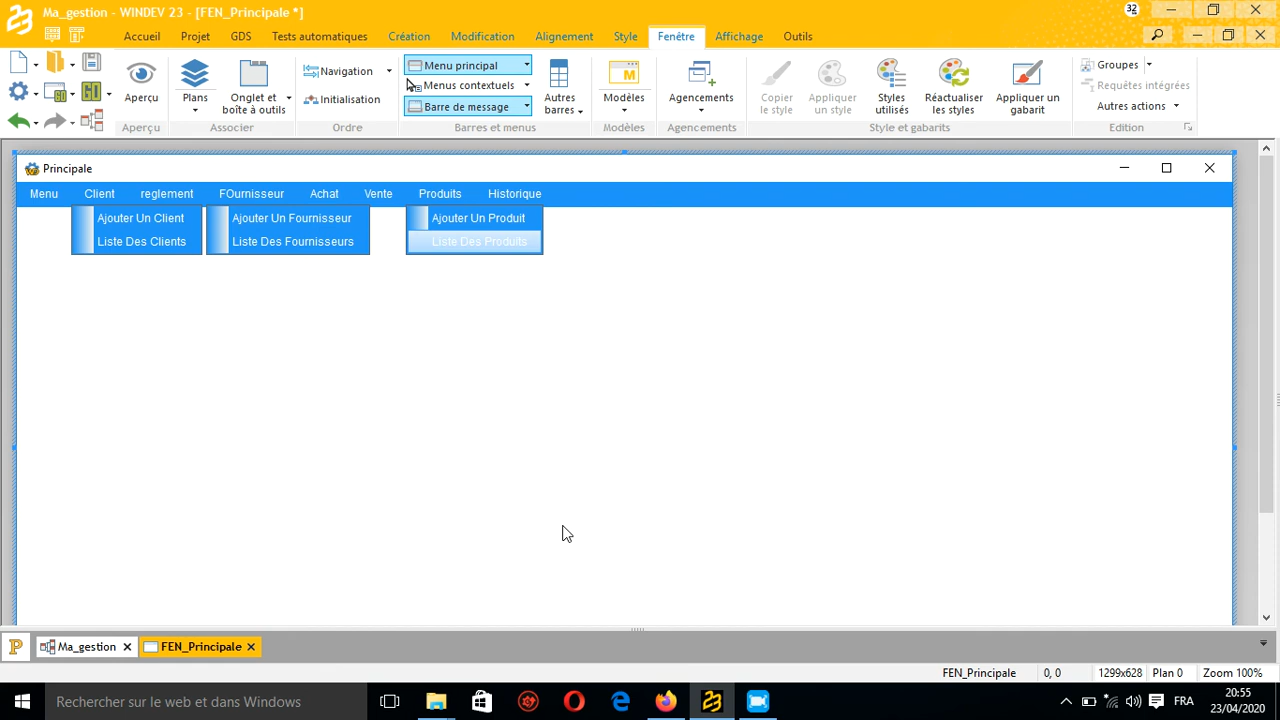 Ma_gestion - WINDEV 23 - [FEN_Principale *]
32
Accueil Projet GDS Tests automatiques Création Modification Alignement Style Fenêtre Affichage Outils
Aperçu
Aperçu
Plans
Onglet et boîte à outils
Associer
Navigation
Initialisation
Ordre
Menu principal
Menus contextuels
Barre de message
Autres barres
Barres et menus
Modèles
Modèles
Agencements
Agencements
Copier le style
Appliquer un style
Styles utilisés
Réactualiser les styles
Appliquer un gabarit
Style et gabarits
Groupes
Requêtes intégrées
Autres actions
Edition
Principale
Menu Client reglement FOurnisseur Achat Vente Produits Historique
Ajouter Un Client Ajouter Un Fournisseur Ajouter Un Produit
Liste Des Clients Liste Des Fournisseurs Liste Des Produits
Ma_gestion FEN_Principale
FEN_Principale 0, 0 1299x628 Plan 0 Zoom 100%
Rechercher sur le web et dans Windows
FRA
20:55
23/04/2020